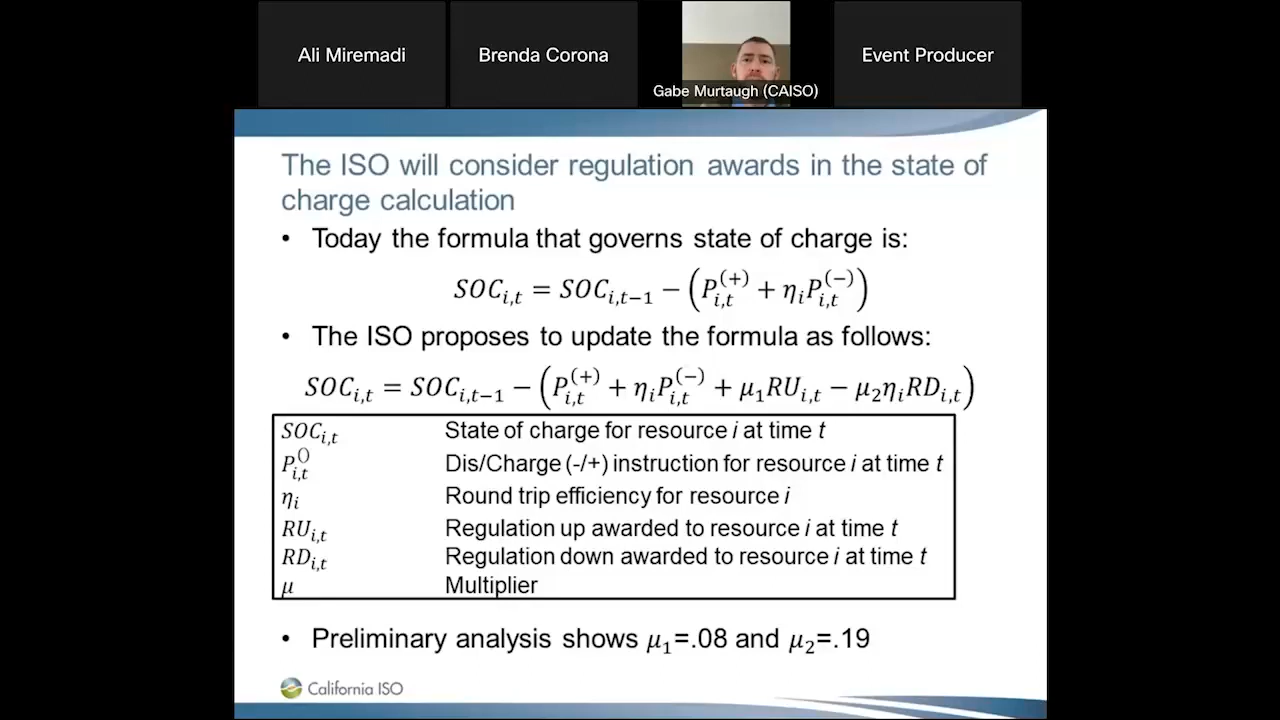 Ali Miremadi
Brenda Corona
Gabe Murtaugh (CAISO)
Event Producer
The ISO will consider regulation awards in the state of
charge calculation
• Today the formula that governs state of charge is:
SOC_{i,t} = SOC_{i,t−1} − (P_{i,t}^{(+)} + η_i P_{i,t}^{(−)})
• The ISO proposes to update the formula as follows:
SOC_{i,t} = SOC_{i,t−1} − (P_{i,t}^{(+)} + η_i P_{i,t}^{(−)} + μ_1 RU_{i,t} − μ_2 η_i RD_{i,t})
SOC_{i,t} State of charge for resource i at time t
P_{i,t}^{()} Dis/Charge (-/+) instruction for resource i at time t
η_i Round trip efficiency for resource i
RU_{i,t} Regulation up awarded to resource i at time t
RD_{i,t} Regulation down awarded to resource i at time t
μ Multiplier
• Preliminary analysis shows μ_1=.08 and μ_2=.19
California ISO